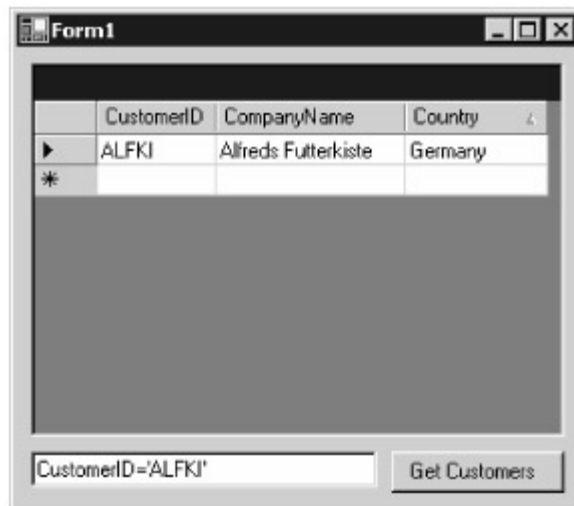 Form1
CustomerID CompanyName Country
ALFKI Alfreds Futterkiste Germany
CustomerID='ALFKI'
Get Customers